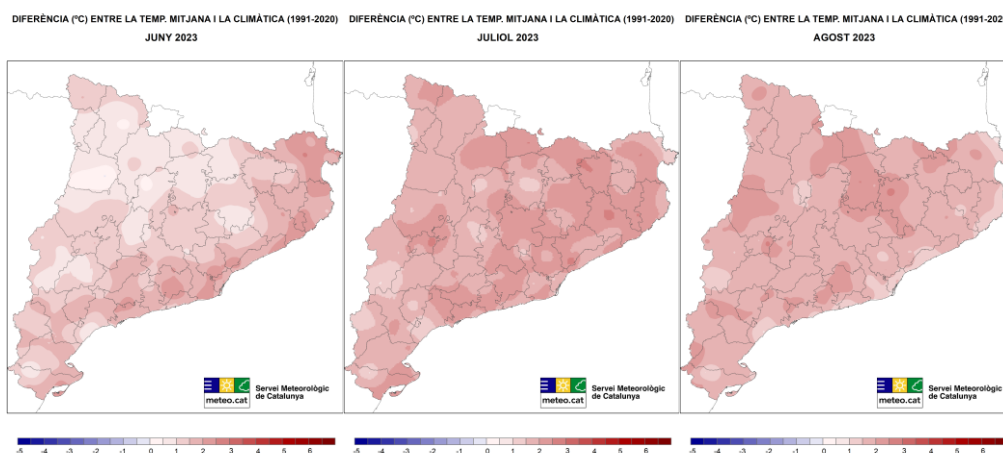 DIFERÈNCIA (ºC) ENTRE LA TEMP. MITJANA I LA CLIMÀTICA (1991-2020)
JUNY 2023
meteo.cat
Servei Meteorològic
de Catalunya
-5 -4 -3 -2 -1 0 1 2 3 4 5 6
DIFERÈNCIA (ºC) ENTRE LA TEMP. MITJANA I LA CLIMÀTICA (1991-2020)
JULIOL 2023
meteo.cat
Servei Meteorològic
de Catalunya
-5 -4 -3 -2 -1 0 1 2 3 4 5 6
DIFERÈNCIA (ºC) ENTRE LA TEMP. MITJANA I LA CLIMÀTICA (1991-202
AGOST 2023
meteo.cat
Servei Meteorològic
de Catalunya
-5 -4 -3 -2 -1 0 1 2 3 4 5 6